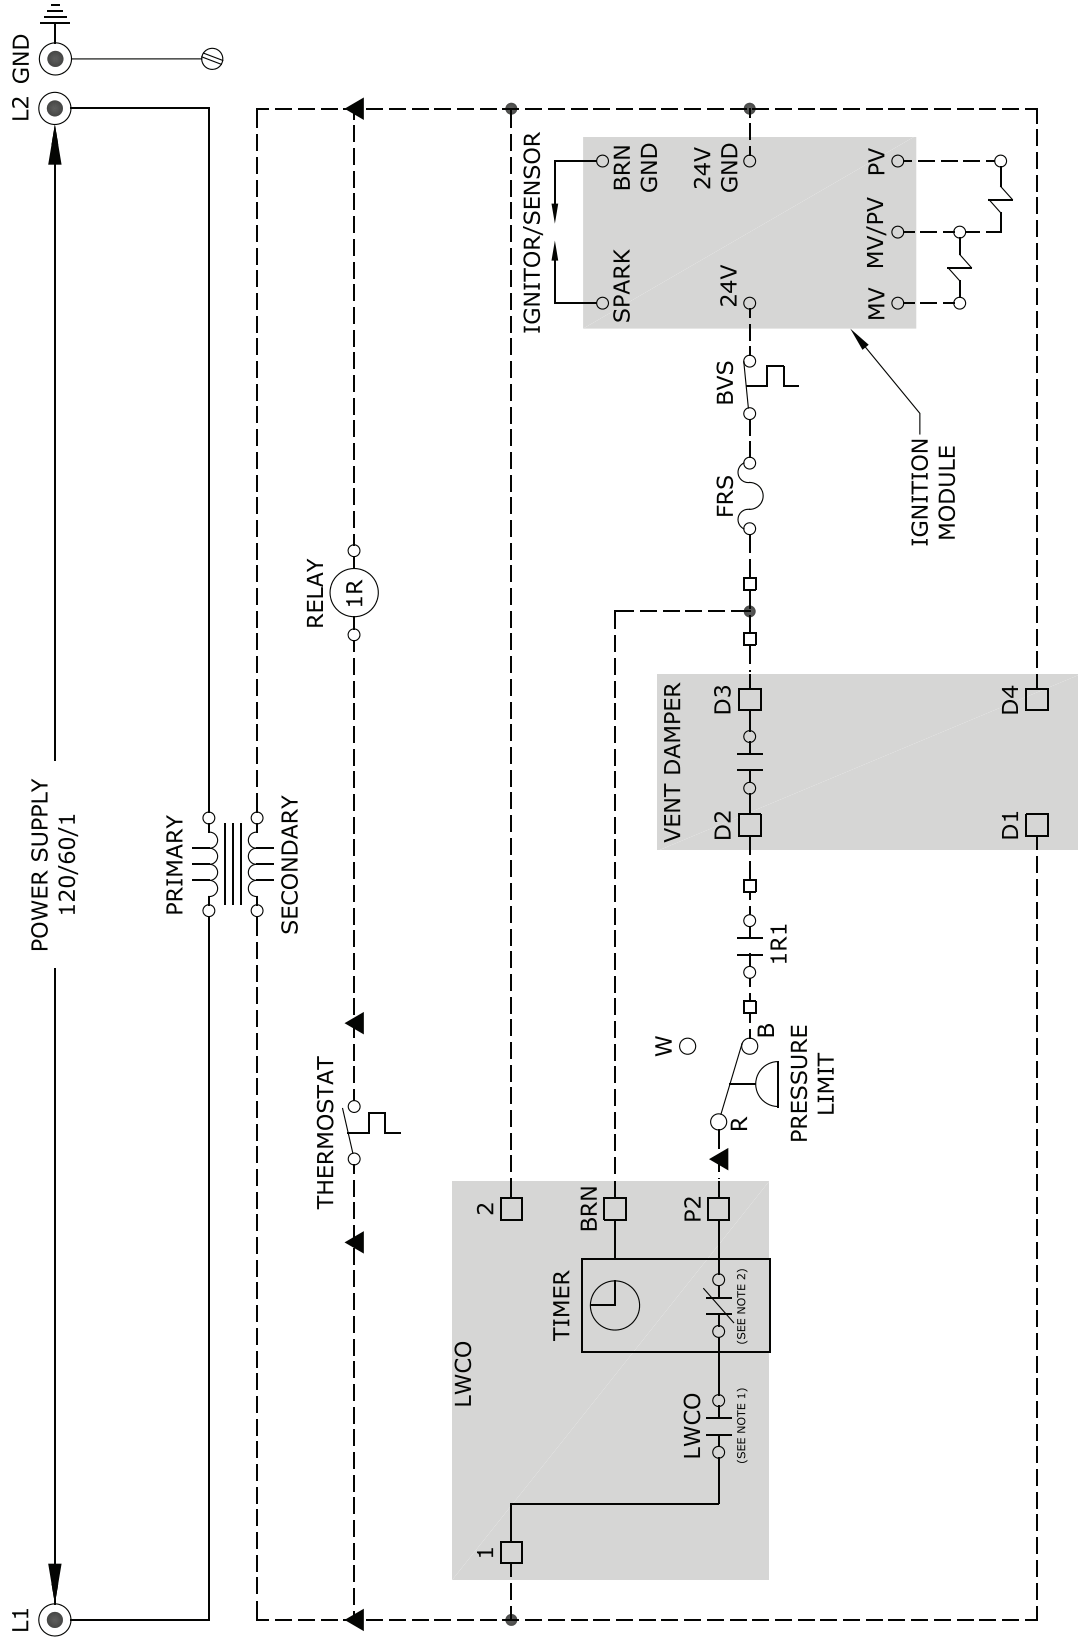 L1
POWER SUPPLY
120/60/1
L2
GND
PRIMARY
SECONDARY
THERMOSTAT
RELAY
1R
LWCO
1
2
TIMER
BRN
LWCO
(SEE NOTE 1)
(SEE NOTE 2)
P2
R
W
B
PRESSURE
LIMIT
1R1
VENT DAMPER
D2
D3
D1
D4
FRS
BVS
IGNITOR/SENSOR
SPARK
BRN
GND
24V
24V
GND
MV
MV/PV
PV
IGNITION
MODULE